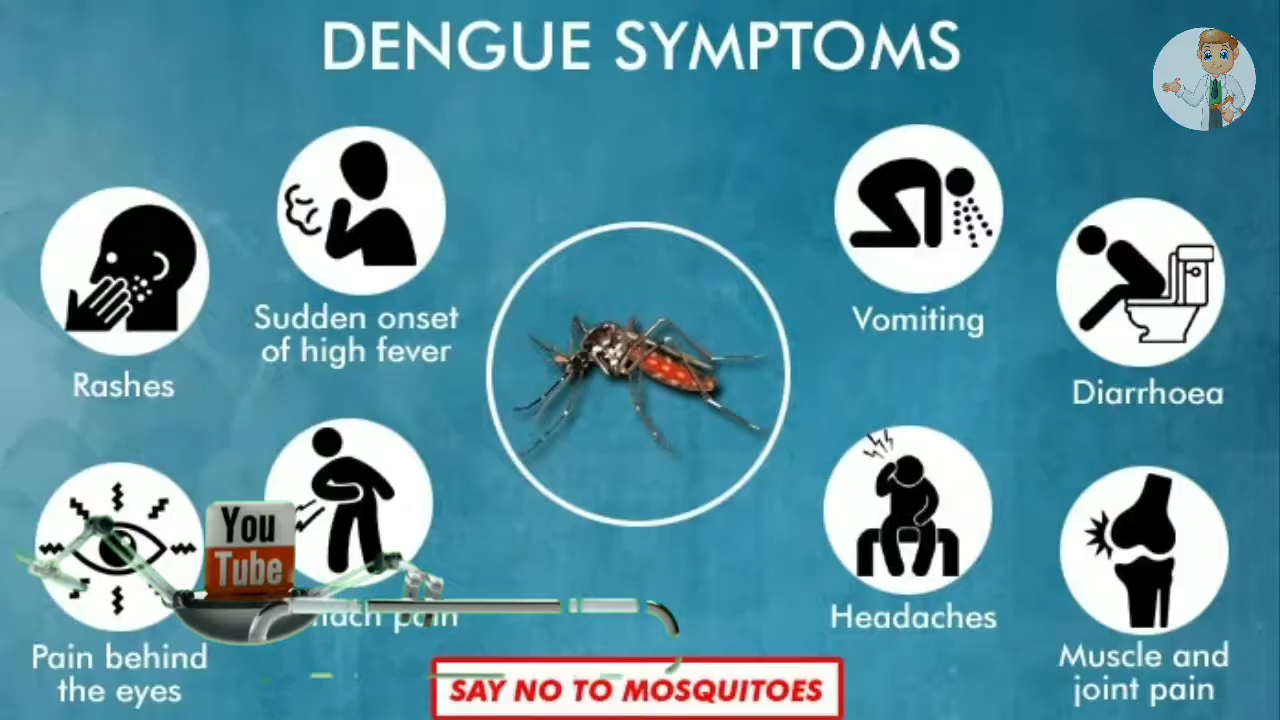 DENGUE SYMPTOMS
Rashes
Sudden onset
of high fever
Vomiting
Diarrhoea
Pain behind
the eyes
You
Tube
pain
Headaches
Muscle and
joint pain
SAY NO TO MOSQUITOES